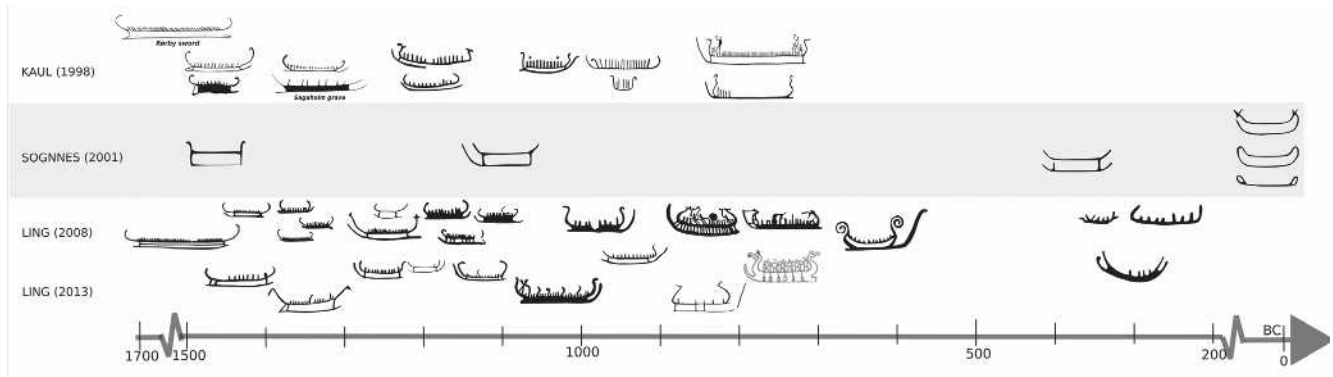 Rørby sword
KAUL (1998)
Sagaholm grave
SOGNNES (2001)
LING (2008)
LING (2013)
BC
1700 1500 1000 500 200 0